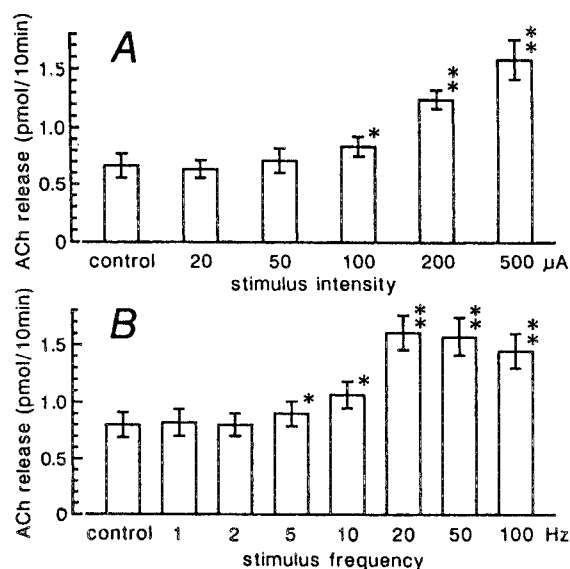 A
ACh release (pmol/10min)
1.5
1.0
0.5
0
*
**
**
control 20 50 100 200 500 µA
stimulus intensity
B
ACh release (pmol/10min)
1.5
1.0
0.5
0
*
*
**
**
**
control 1 2 5 10 20 50 100 Hz
stimulus frequency